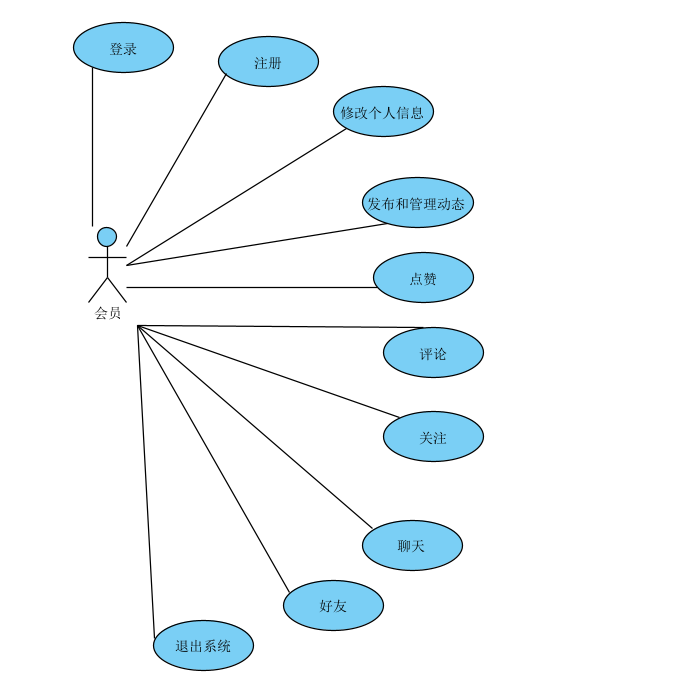 登录
注册
修改个人信息
发布和管理动态
点赞
会员
评论
关注
聊天
好友
退出系统